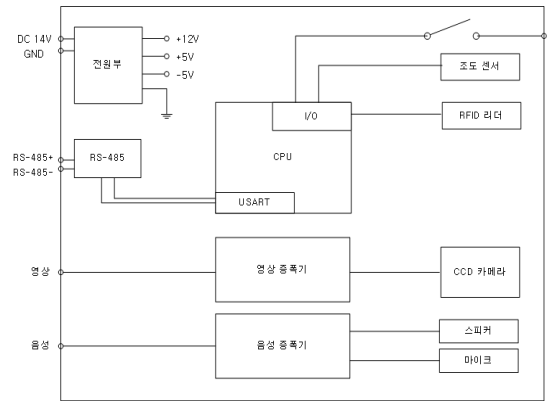 DC 14V
GND
전원부
+12V
+5V
-5V
조도 센서
I/O
RFID 리더
CPU
RS-485+
RS-485-
RS-485
USART
영상
영상 증폭기
CCD 카메라
음성
음성 증폭기
스피커
마이크